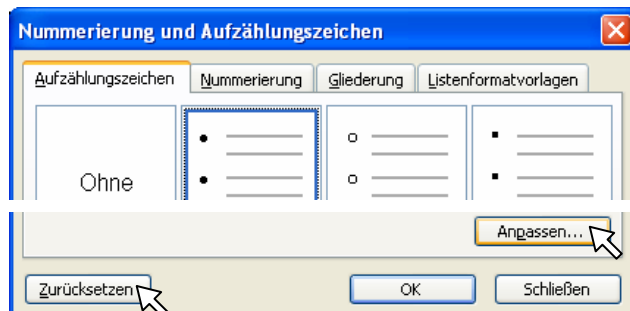 Nummerierung und Aufzählungszeichen
Aufzählungszeichen Nummerierung Gliederung Listenformatvorlagen
Ohne
Anpassen...
Zurücksetzen OK Schließen